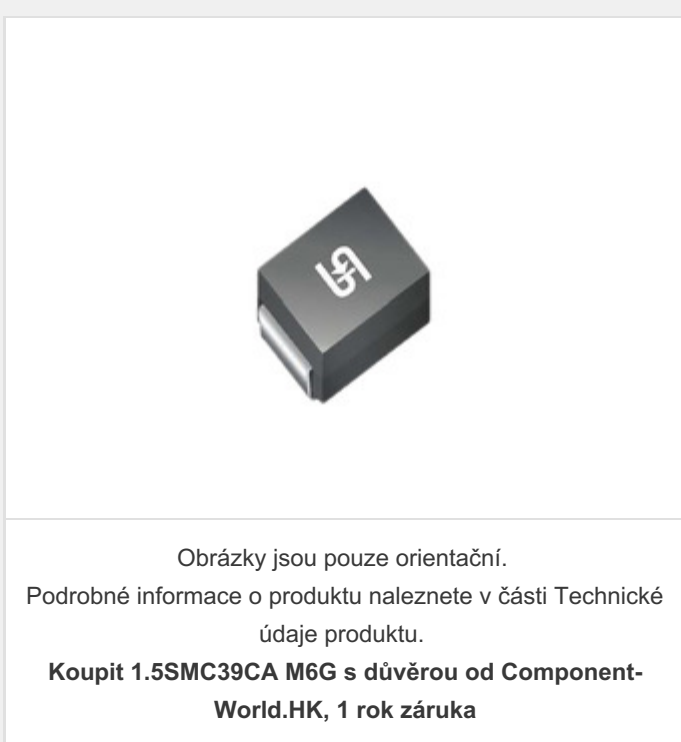 Obrázky jsou pouze orientační.
Podrobné informace o produktu naleznete v části Technické
údaje produktu.
Koupit 1.5SMC39CA M6G s důvěrou od Component-
World.HK, 1 rok záruka